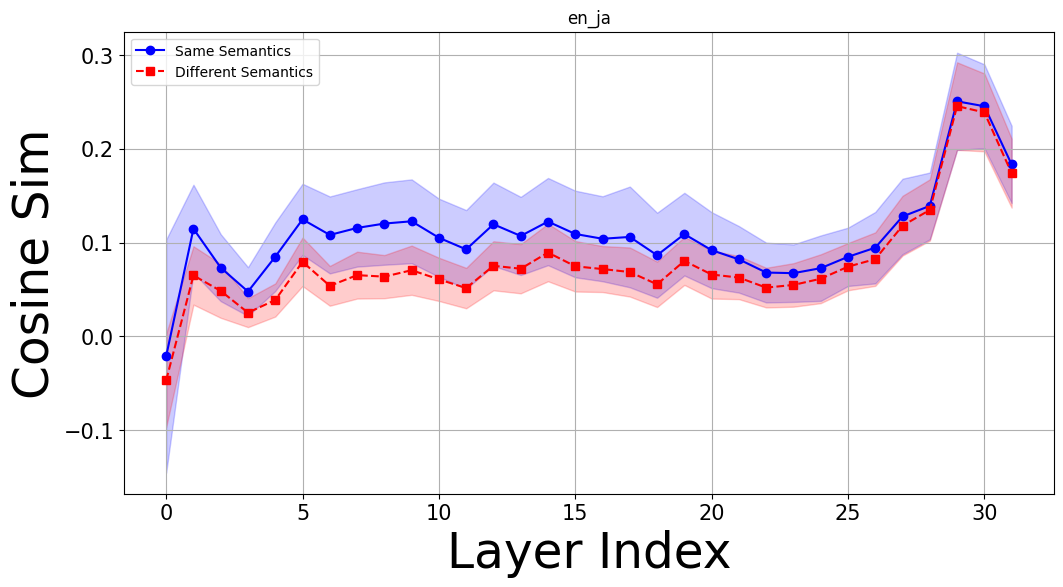 en_ja
Same Semantics
Different Semantics
Cosine Sim
0.3
0.2
0.1
0.0
−0.1
0 5 10 15 20 25 30
Layer Index